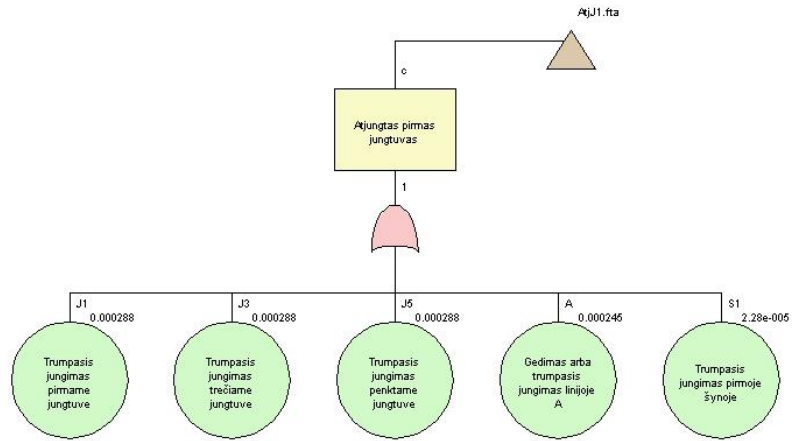 AtjJ1.fta
c
Atjungtas pirmas
jungtuvas
1
J1
0.000288
J3
0.000288
J5
0.000288
A
0.000245
S1
2.28e-005
Trumpasis
jungimas
pirmame
jungtuve
Trumpasis
jungimas
trečiame
jungtuve
Trumpasis
jungimas
penktame
jungtuve
Gedimas arba
trumpasis
jungimas linijoje
A
Trumpasis
jungimas pirmoje
šynoje